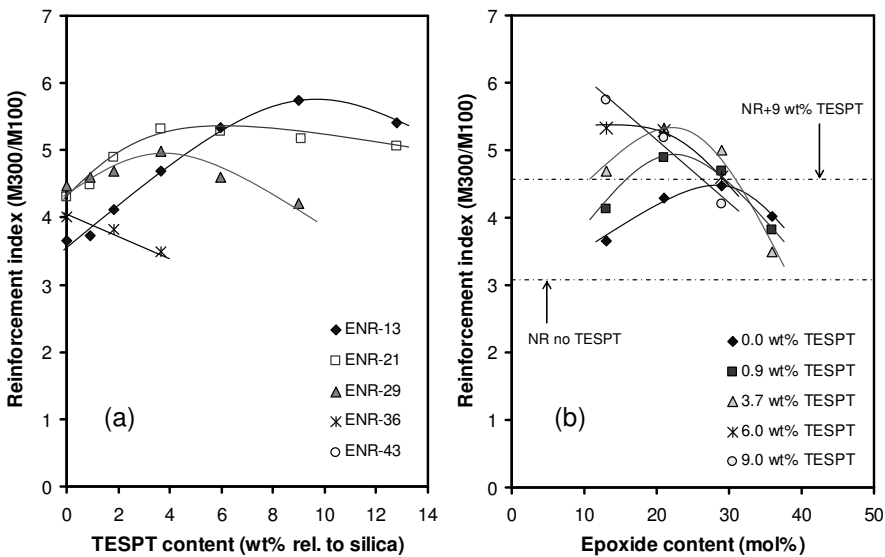 7
6
5
4
3
2
1
0
0 2 4 6 8 10 12 14
Reinforcement index (M300/M100)
TESPT content (wt% rel. to silica)
(a)
ENR-13
ENR-21
ENR-29
ENR-36
ENR-43
7
6
5
4
3
2
1
0
0 10 20 30 40 50
Reinforcement index (M300/M100)
Epoxide content (mol%)
NR+9 wt% TESPT
NR no TESPT
(b)
0.0 wt% TESPT
0.9 wt% TESPT
3.7 wt% TESPT
6.0 wt% TESPT
9.0 wt% TESPT